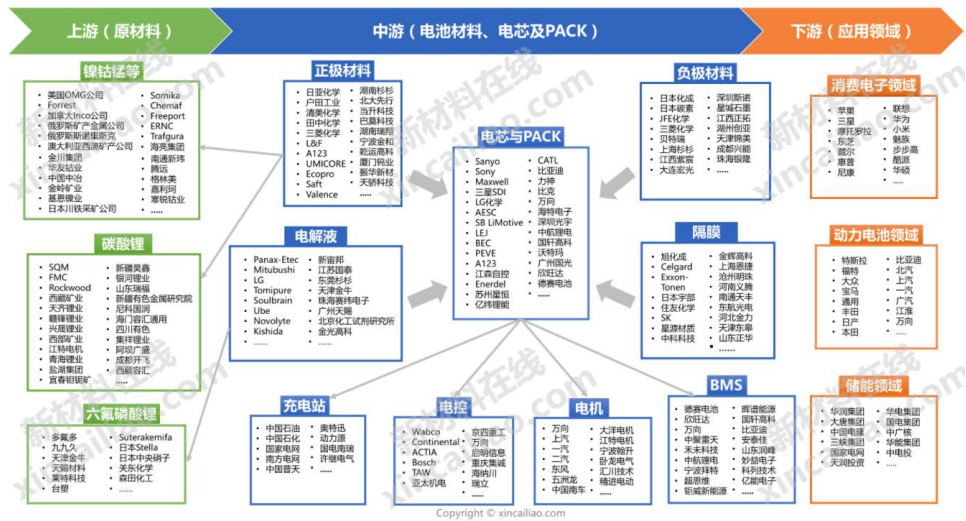 上游（原材料）
中游（电池材料、电芯及PACK）
下游（应用领域）
镍钴锰等
美国OMG公司
Forrest
加拿大Inco公司
俄罗斯矿产金属公司
俄罗斯斯诺里斯克
澳大利亚西澳矿产公司
金川集团
华友钴业
中国中冶
金岭矿业
基恩镍业
日本川铁采矿公司
Somika
Chemaf
Freeport
ERNC
Trafgura
海亮集团
南通新玮
腾远
格林美
嘉利珂
寒锐钴业
.....
碳酸锂
SQM
FMC
Rockwood
西藏矿业
天齐锂业
赣锋锂业
兴晟锂业
西部矿业
江特电机
青海锂业
盐湖集团
宜春钽铌矿
新疆昊鑫
银河锂业
山东瑞福
新疆有色金属研究院
尼科国润
海门容汇通用
四川有色
集祥锂业
阿坝广盛
成都开飞
西藏容汇
.....
六氟磷酸锂
多氟多
九九久
天津金牛
天赐材料
莱特科技
台塑
Suterakemifa
日本Stella
日本中央硝子
关东化学
森田化工
......
正极材料
日亚化学
户田工业
清美化学
田中化学
三菱化学
L&F
A123
UMICORE
Ecopro
Saft
Valence
湖南杉杉
北大先行
当升科技
巴莫科技
湖南瑞翔
宁波金和
乾运高科
厦门钨业
振华新材
天骄科技
.....
电解液
Panax-Etec
Mitubushi
LG
Tomipure
Soulbrain
Ube
Novolyte
Kishida
......
新宙邦
江苏国泰
东莞杉杉
天津金牛
珠海赛纬电子
广州天赐
北京化工试剂研究所
金光高科
......
电芯与PACK
Sanyo
Sony
Maxwell
三星SDI
LG化学
AESC
SB LiMotive
LEJ
BEC
PEVE
A123
江森自控
Enerdel
苏州星恒
亿纬锂能
CATL
比亚迪
力神
比克
万向
海特电子
深圳光宇
中航锂电
国轩高科
沃特玛
广州国光
欣旺达
德赛电池
.....
负极材料
日本化成
日本碳素
JFE化学
三菱化学
贝特瑞
上海杉杉
江西紫宸
大连宏光
深圳斯诺
星城石墨
江西正拓
湖州创亚
天津锦美
成都兴能
珠海银隆
.....
隔膜
旭化成
Celgard
Exxon-
Tonen
日本宇部
住友化学
SK
星源材质
中科科技
金辉高科
上海恩捷
沧州明珠
河南义腾
南通天丰
东航光电
河北金力
天津东皋
山东正华
......
充电站
中国石油
中国石化
国家电网
南方电网
中国普天
奥特迅
动力源
国电南瑞
许继电气
.....
电控
Wabco
Continental
ACTIA
Bosch
TAW
亚太机电
京四重工
万向
启明信息
重庆集诚
海纳川
瑞立
.....
电机
万向
上汽
一汽
二汽
东风
五洲龙
中国南车
大洋电机
江特电机
宁波翰升
卧龙电气
汇川技术
精进电动
.....
BMS
德赛电池
欣旺达
万向
中聚雷天
禾未科技
中航锂电
宁波拜特
超思维
钜威新能源
晖谱能源
国轩高科
比亚迪
安泰佳
山东润峰
妙益电子
科列技术
亿能电子
.....
消费电子领域
苹果
三星
摩托罗拉
东芝
戴尔
惠普
尼康
联想
华为
小米
魅族
步步高
酷派
华硕
.....
动力电池领域
特斯拉
福特
大众
宝马
通用
丰田
日产
本田
比亚迪
北汽
上汽
一汽
广汽
江淮
万向
.....
储能领域
华润集团
大唐集团
中国电建
三峡集团
国家电网
天润投资
华电集团
国电集团
中广核
华能集团
中电投
.....
新材料在线
xincailiao.com
Copyright © xincailiao.com